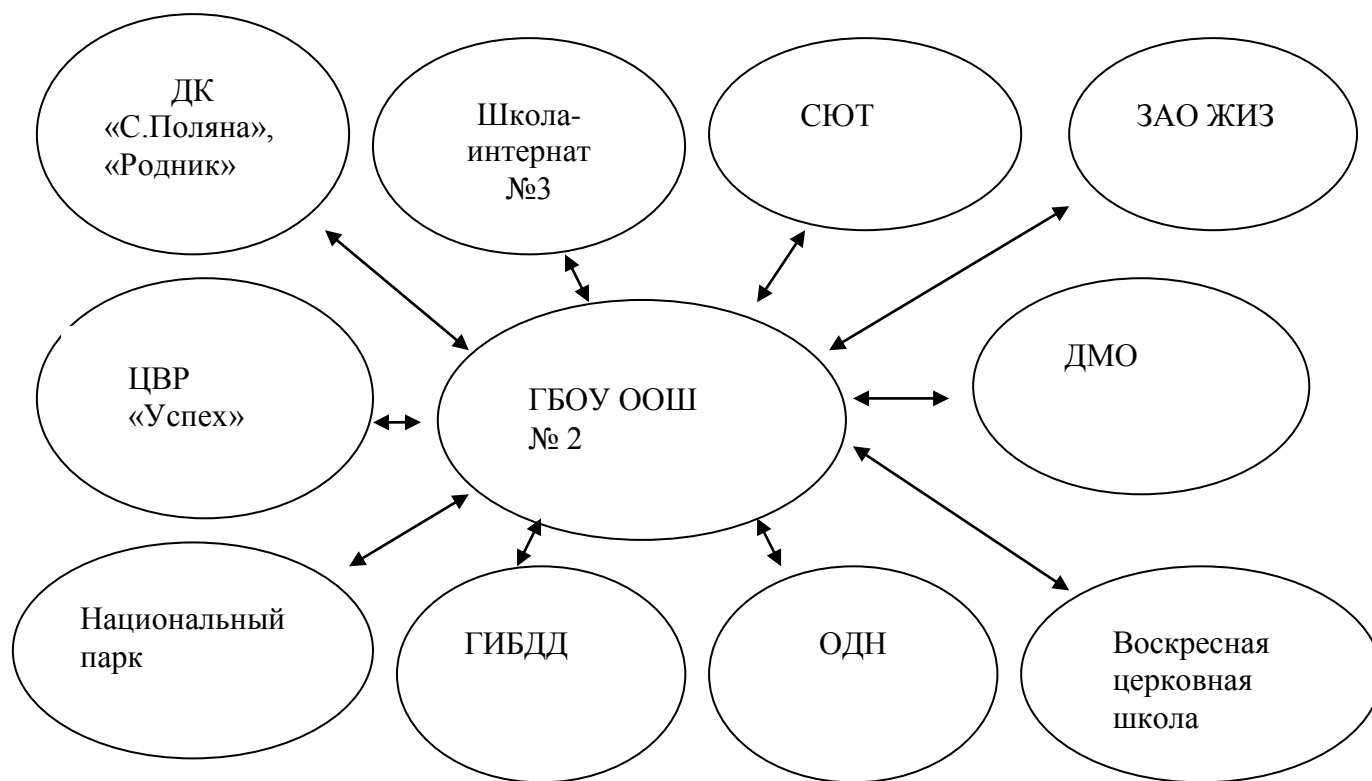 ДК
«С.Поляна»,
«Родник»
Школа-
интернат
№3
СЮТ
ЗАО ЖИЗ
ЦВР
«Успех»
ГБОУ ООШ
№ 2
ДМО
Национальный
парк
ГИБДД
ОДН
Воскресная
церковная
школа